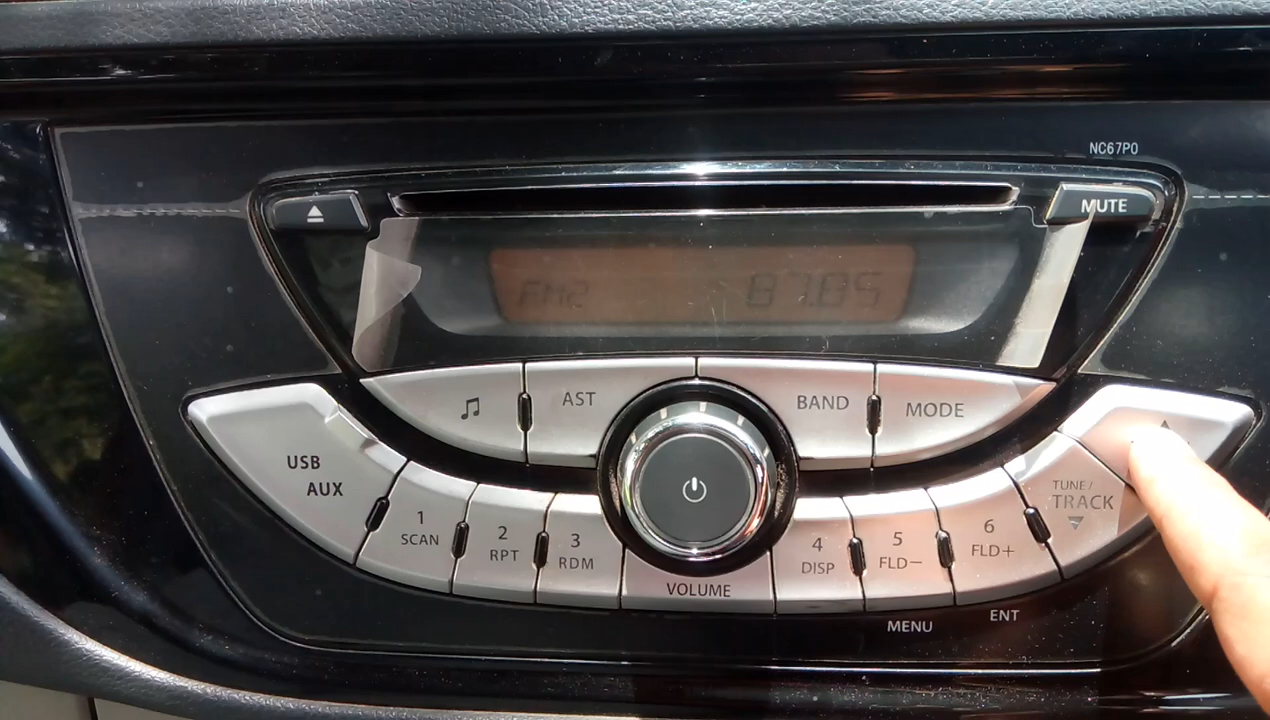 NC67P0
MUTE
FM2 87.85
AST
BAND
MODE
USB
AUX
1
SCAN
2
RPT
3
RDM
VOLUME
4
DISP
5
FLD−
6
FLD+
TUNE/
TRACK
MENU
ENT